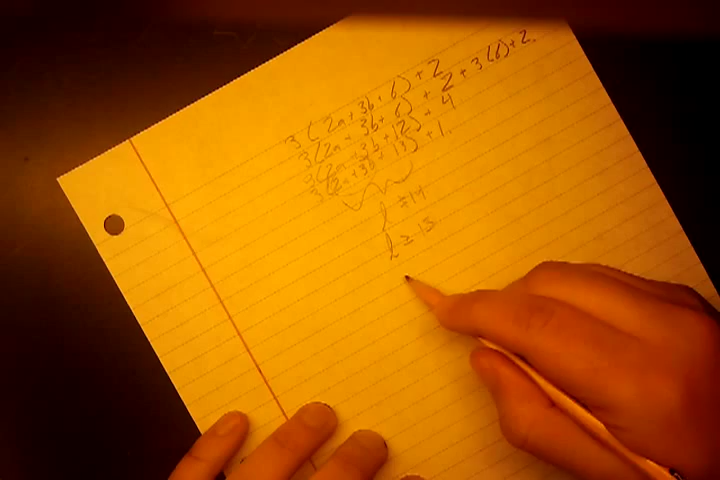 3(2a + 3b + 6) + 2
3(2a + 3b + 6) + 2 + 3(6) + 2
3(2a + 3b + 12) + 4
3(2a + 3b + 13) + 1
l ≠ 14
l ≥ 13